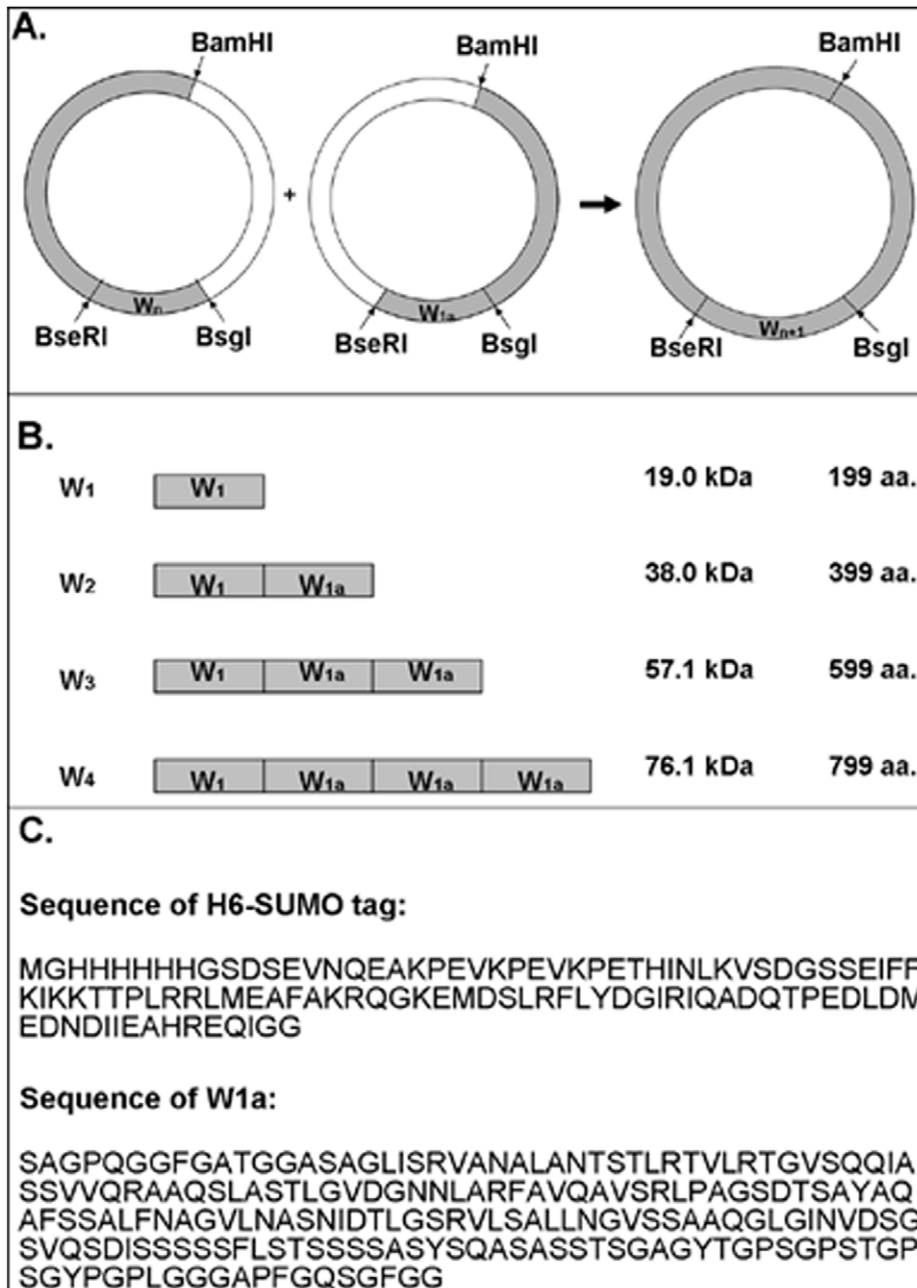 A.
BamHI
BamHI
BamHI
+
Wn
W1a
Wn+1
BseRI
BsgI
BseRI
BsgI
BseRI
BsgI
B.
W1 W1 19.0 kDa 199 aa.
W2 W1 W1a 38.0 kDa 399 aa.
W3 W1 W1a W1a 57.1 kDa 599 aa.
W4 W1 W1a W1a W1a 76.1 kDa 799 aa.
C.
Sequence of H6-SUMO tag:
MGHHHHHHGSDSEVNQEAKPEVKPEVKPETHINLKVSDGSSEIFF
KIKKTTPLRRLMEAFAKRQGKEMDSLRFLYDGIRIQADQTPEDLDM
EDNDIIEAHREQIGG
Sequence of W1a:
SAGPQGGFGATGGASAGLISRVANALANTSTLRTVLRTGVSQQIA
SSVVQRAAQSLASTLGVDGNNLARFAVQAVSRLPAGSDTSAYAQ
AFSSALFNAGVLNASNIDTLGSRVLSALLNGVSSAAQGLGINVDSG
SVQSDISSSSSFLSTSSSSASYSQASASSTSGAGYTGPSGPSTGP
SGYPGPLGGGAPFGQSGFGG